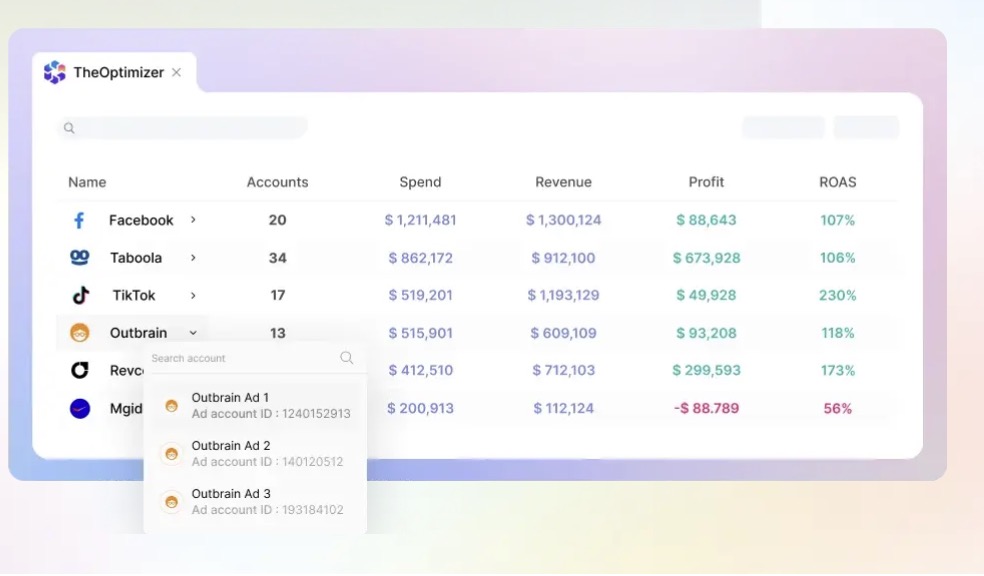 TheOptimizer
Name Accounts Spend Revenue Profit ROAS
Facebook 20 $ 1,211,481 $ 1,300,124 $ 88,643 107%
Taboola 34 $ 862,172 $ 912,100 $ 673,928 106%
TikTok 17 $ 519,201 $ 1,193,129 $ 49,928 230%
Outbrain 13 $ 515,901 $ 609,109 $ 93,208 118%
$ 412,510 $ 712,103 $ 299,593 173%
Mgid $ 200,913 $ 112,124 -$ 88.789 56%
Search account
Outbrain Ad 1
Ad account ID : 1240152913
Outbrain Ad 2
Ad account ID : 140120512
Outbrain Ad 3
Ad account ID : 193184102